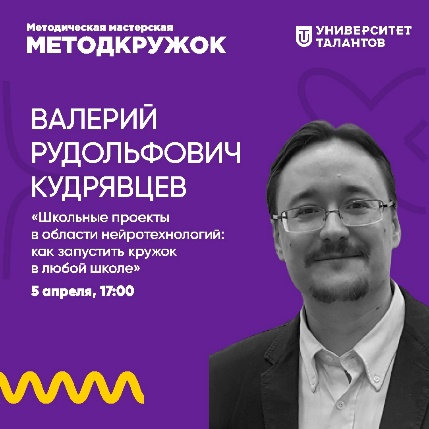 Методическая мастерская
МЕТОДКРУЖОК
УНИВЕРСИТЕТ
ТАЛАНТОВ
ВАЛЕРИЙ
РУДОЛЬФОВИЧ
КУДРЯВЦЕВ
«Школьные проекты
в области нейротехнологий:
как запустить кружок
в любой школе»
5 апреля, 17:00